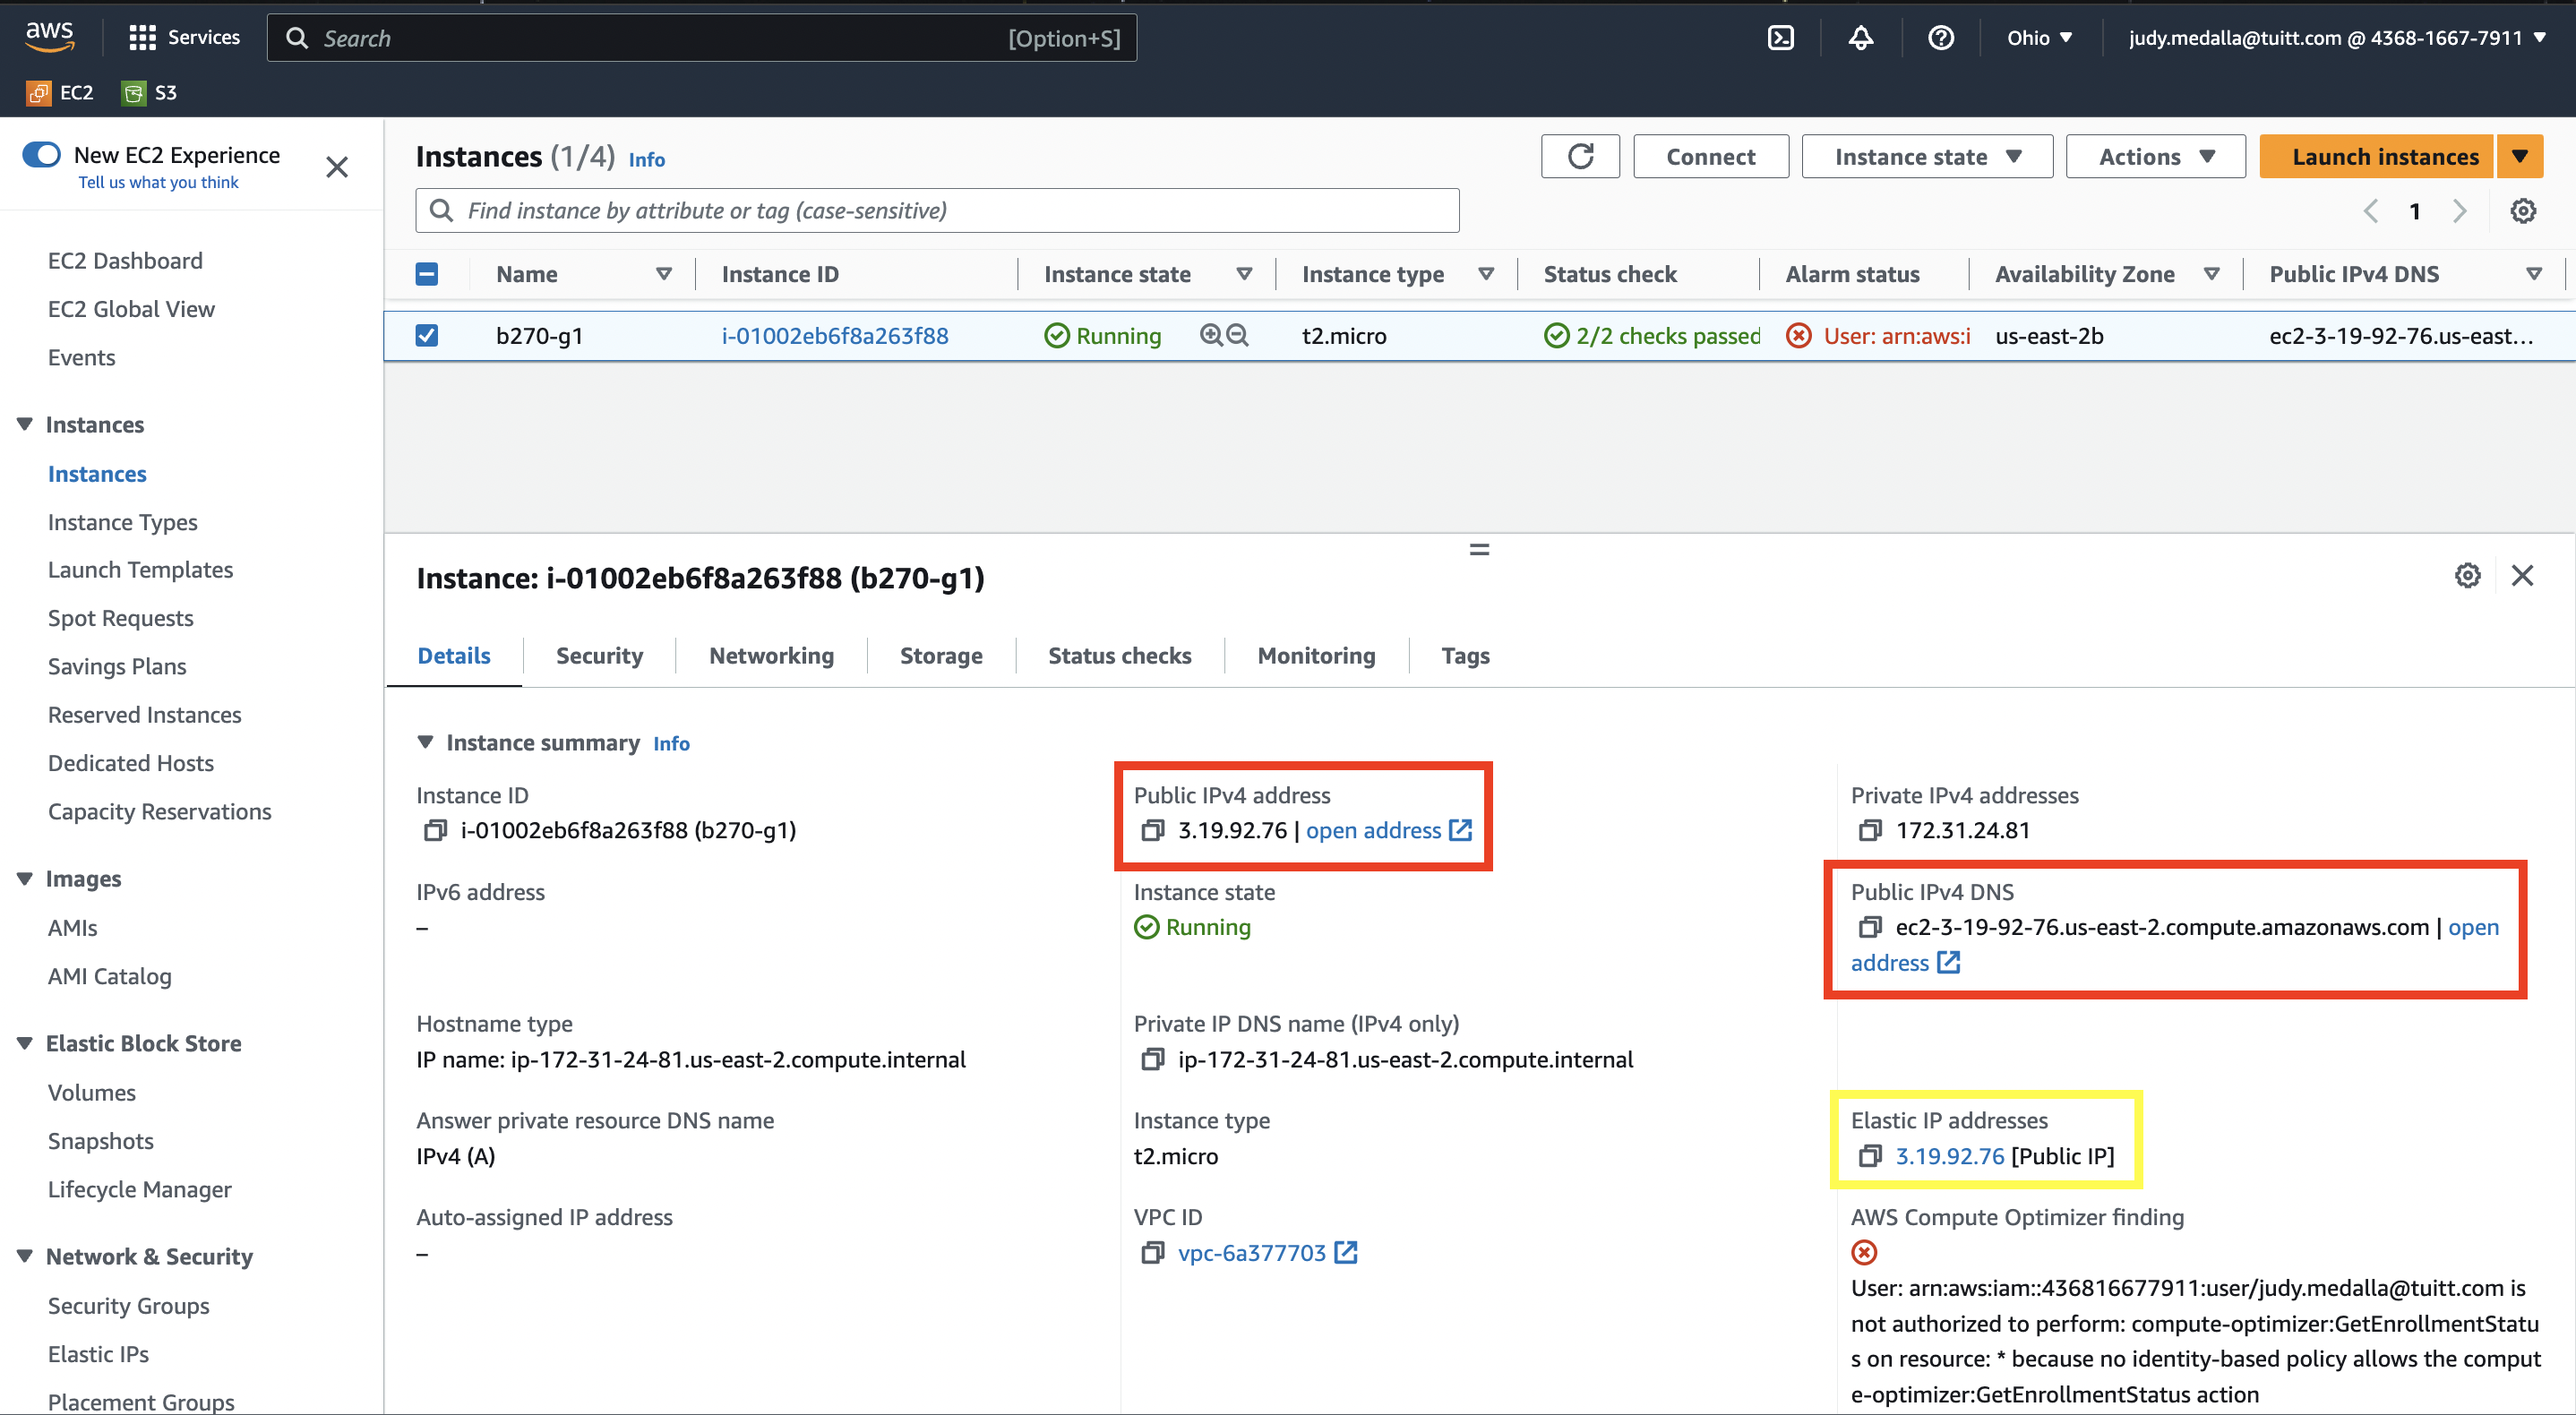 aws
Services
Search
[Option+S]
Ohio
judy.medalla@tuitt.com @ 4368-1667-7911
EC2
S3
New EC2 Experience
Tell us what you think
EC2 Dashboard
EC2 Global View
Events
Instances
Instances
Instance Types
Launch Templates
Spot Requests
Savings Plans
Reserved Instances
Dedicated Hosts
Capacity Reservations
Images
AMIs
AMI Catalog
Elastic Block Store
Volumes
Snapshots
Lifecycle Manager
Network & Security
Security Groups
Elastic IPs
Placement Groups
Instances (1/4) Info
Connect
Instance state
Actions
Launch instances
Find instance by attribute or tag (case-sensitive)
1
Name
Instance ID
Instance state
Instance type
Status check
Alarm status
Availability Zone
Public IPv4 DNS
b270-g1
i-01002eb6f8a263f88
Running
t2.micro
2/2 checks passed
User: arn:aws:i
us-east-2b
ec2-3-19-92-76.us-east...
Instance: i-01002eb6f8a263f88 (b270-g1)
Details
Security
Networking
Storage
Status checks
Monitoring
Tags
Instance summary Info
Instance ID
i-01002eb6f8a263f88 (b270-g1)
Public IPv4 address
3.19.92.76 | open address
Private IPv4 addresses
172.31.24.81
IPv6 address
–
Instance state
Running
Public IPv4 DNS
ec2-3-19-92-76.us-east-2.compute.amazonaws.com | open
address
Hostname type
IP name: ip-172-31-24-81.us-east-2.compute.internal
Private IP DNS name (IPv4 only)
ip-172-31-24-81.us-east-2.compute.internal
Answer private resource DNS name
IPv4 (A)
Instance type
t2.micro
Elastic IP addresses
3.19.92.76 [Public IP]
Auto-assigned IP address
–
VPC ID
vpc-6a377703
AWS Compute Optimizer finding
User: arn:aws:iam::436816677911:user/judy.medalla@tuitt.com is
not authorized to perform: compute-optimizer:GetEnrollmentStatu
s on resource: * because no identity-based policy allows the comput
e-optimizer:GetEnrollmentStatus action